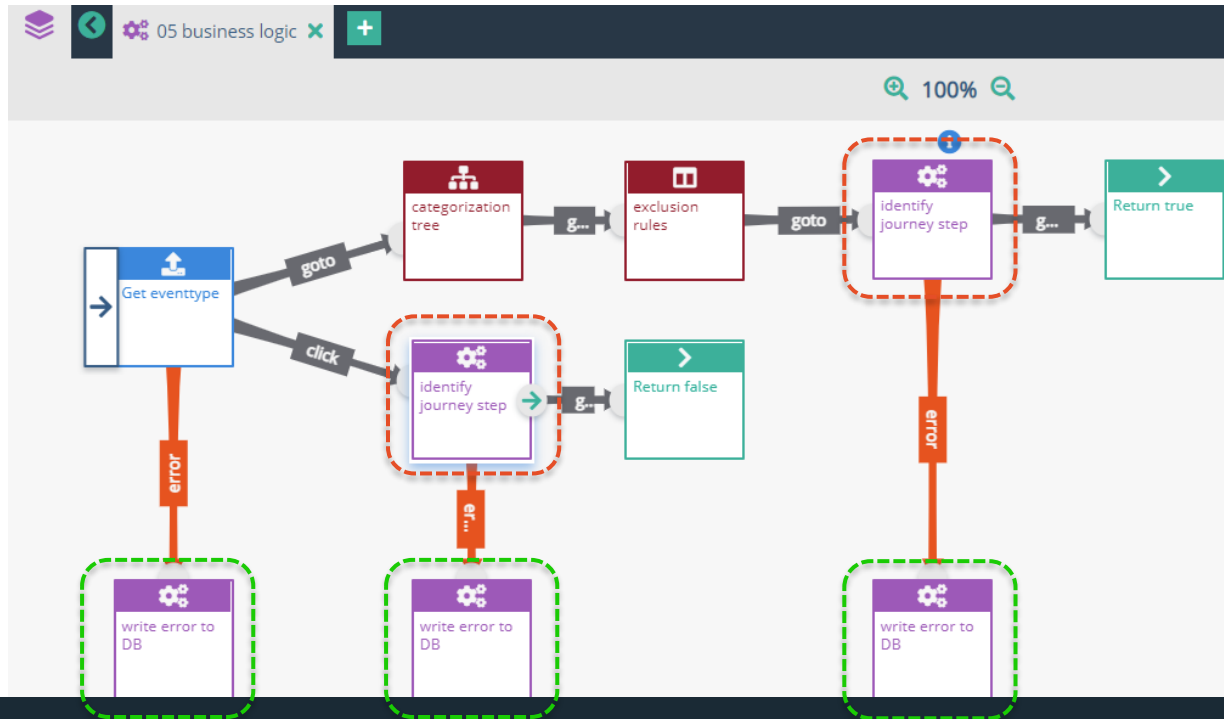 05 business logic
100%
categorization
tree
g...
exclusion
rules
goto
identify
journey step
g...
Return true
Get eventtype
goto
click
identify
journey step
g...
Return false
error
er...
error
write error to
DB
write error to
DB
write error to
DB